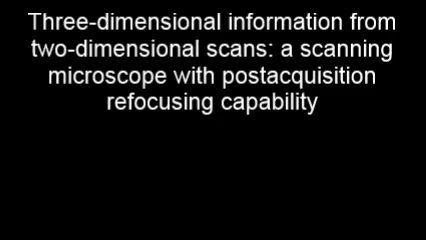 Three-dimensional information from
two-dimensional scans: a scanning
microscope with postacquisition
refocusing capability